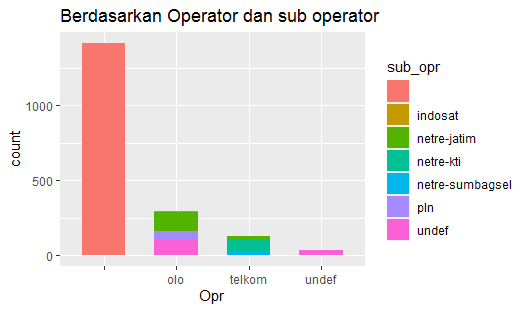 Berdasarkan Operator dan sub operator
count
1000
500
0
olo
telkom
undef
Opr
sub_opr
indosat
netre-jatim
netre-kti
netre-sumbagsel
pln
undef